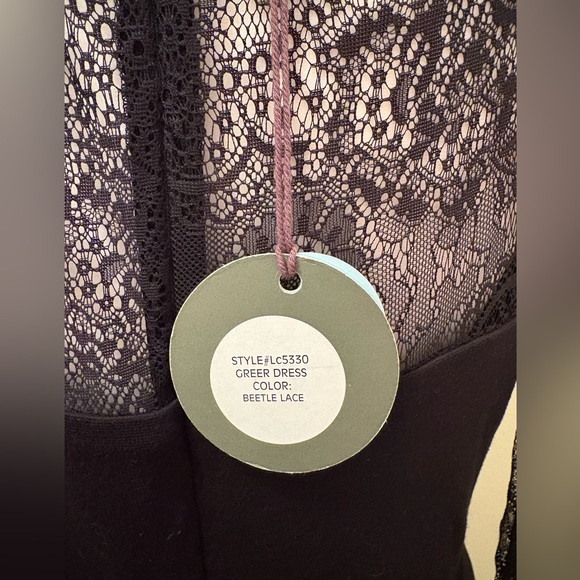 STYLE#Lc5330
GREER DRESS
COLOR:
BEETLE LACE